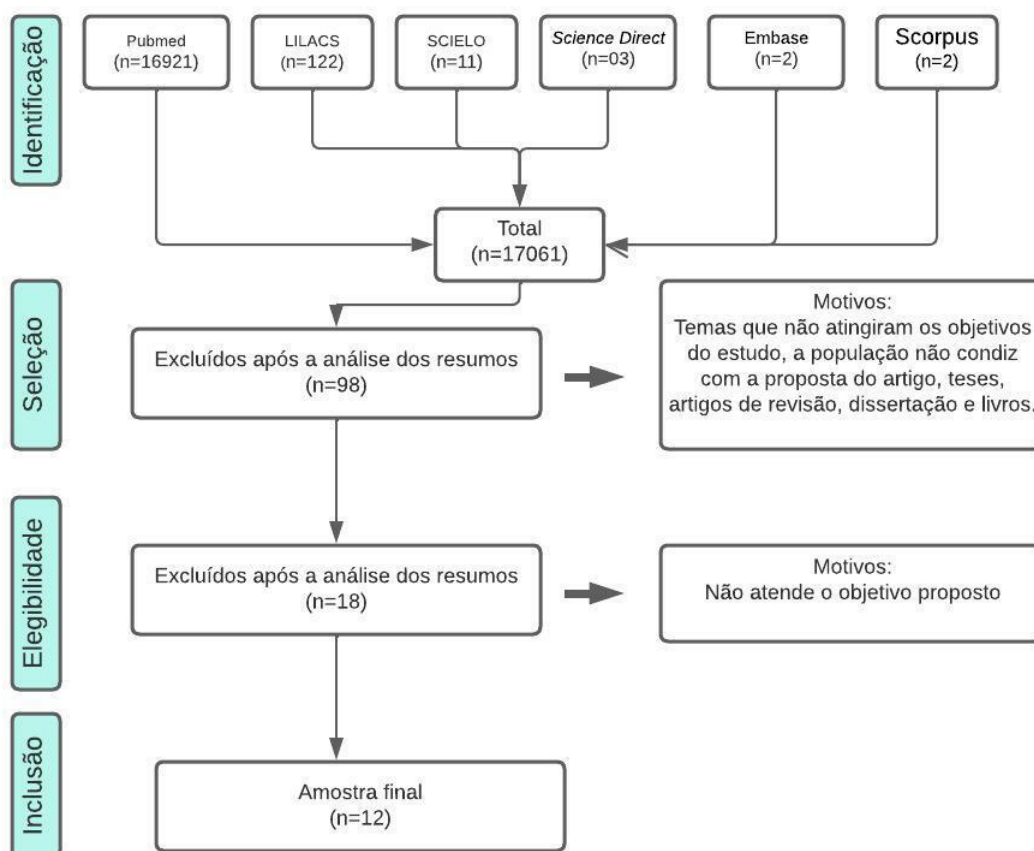 Identificação
Pubmed
(n=16921)
LILACS
(n=122)
SCIELO
(n=11)
Science Direct
(n=03)
Embase
(n=2)
Scorpus
(n=2)
Total
(n=17061)
Seleção
Excluídos após a análise dos resumos
(n=98)
Motivos:
Temas que não atingiram os objetivos
do estudo, a população não condiz
com a proposta do artigo, teses,
artigos de revisão, dissertação e livros.
Elegibilidade
Excluídos após a análise dos resumos
(n=18)
Motivos:
Não atende o objetivo proposto
Inclusão
Amostra final
(n=12)